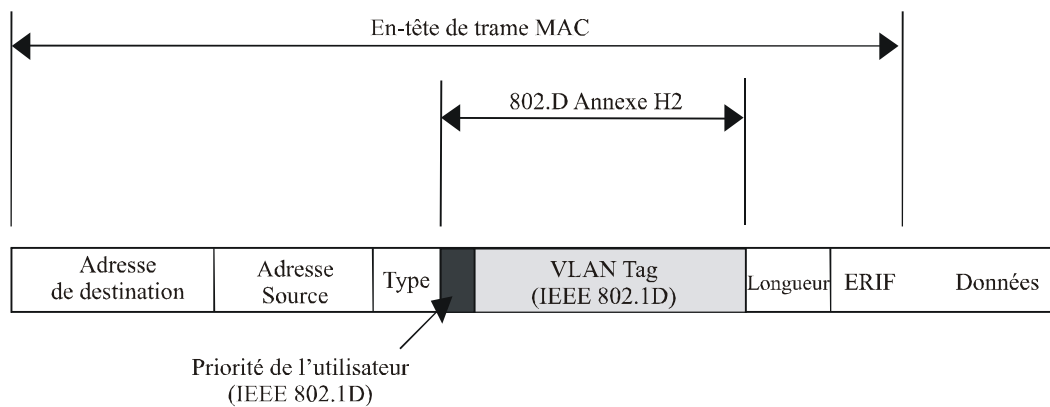 En-tête de trame MAC
802.D Annexe H2
Adresse
de destination
Adresse
Source
Type
VLAN Tag
(IEEE 802.1D)
Longueur
ERIF
Données
Priorité de l'utilisateur
(IEEE 802.1D)